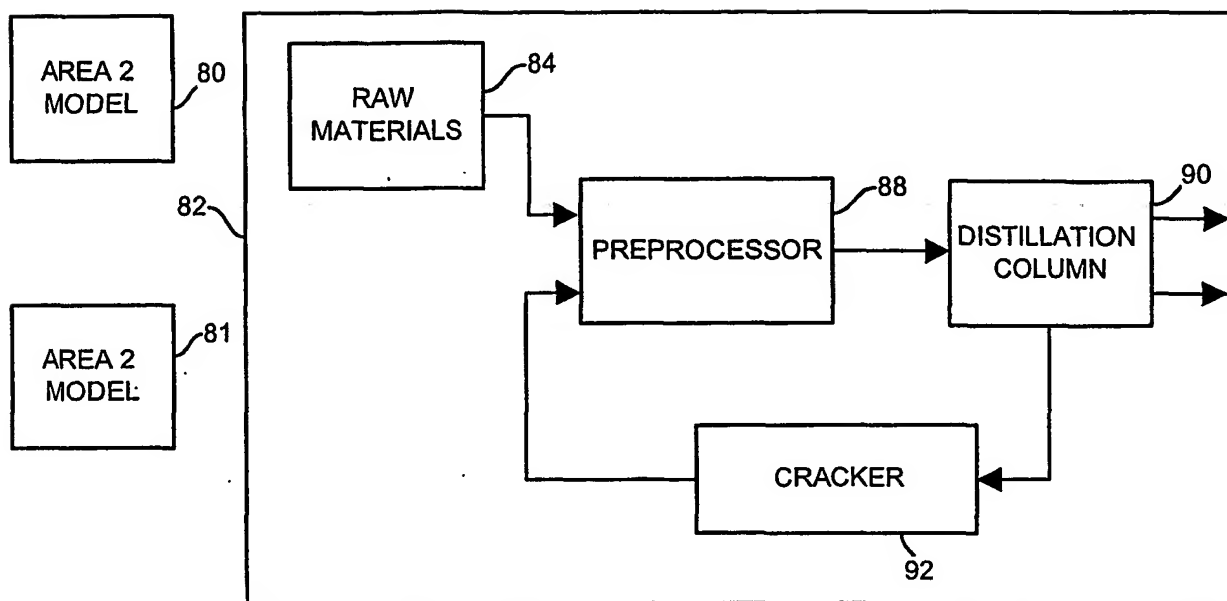 AREA 2
MODEL
80
82
AREA 2
MODEL
81
RAW
MATERIALS
84
PREPROCESSOR
88
DISTILLATION
COLUMN
90
CRACKER
92